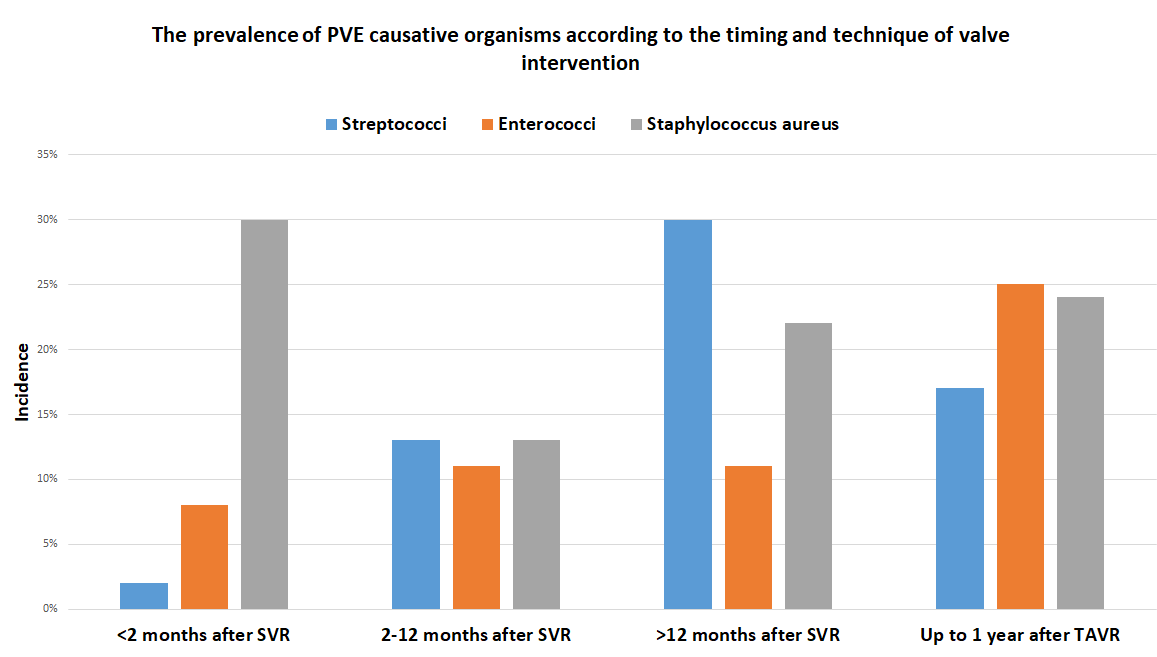 The prevalence of PVE causative organisms according to the timing and technique of valve
intervention
Streptococci Enterococci Staphylococcus aureus
35%
30%
25%
20%
15%
10%
5%
0%
Incidence
<2 months after SVR 2-12 months after SVR >12 months after SVR Up to 1 year after TAVR